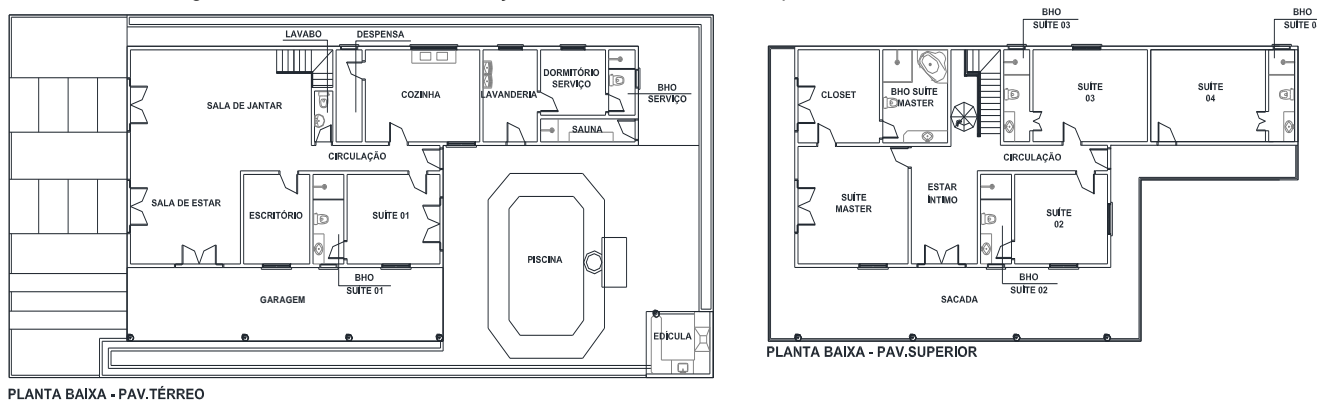 LAVABO
DESPENSA
SALA DE JANTAR
COZINHA
LAVANDERIA
DORMITÓRIO
SERVIÇO
BHO
SERVIÇO
SAUNA
CIRCULAÇÃO
SALA DE ESTAR
ESCRITÓRIO
SUÍTE 01
BHO
SUÍTE 01
GARAGEM
PISCINA
EDÍCULA
PLANTA BAIXA - PAV.TÉRREO
BHO
SUÍTE 03
BHO
SUÍTE 0
CLOSET
BHO SUÍTE
MASTER
SUÍTE
03
SUÍTE
04
CIRCULAÇÃO
SUÍTE
MASTER
ESTAR
ÍNTIMO
SUÍTE
02
BHO
SUÍTE 02
SACADA
PLANTA BAIXA - PAV.SUPERIOR